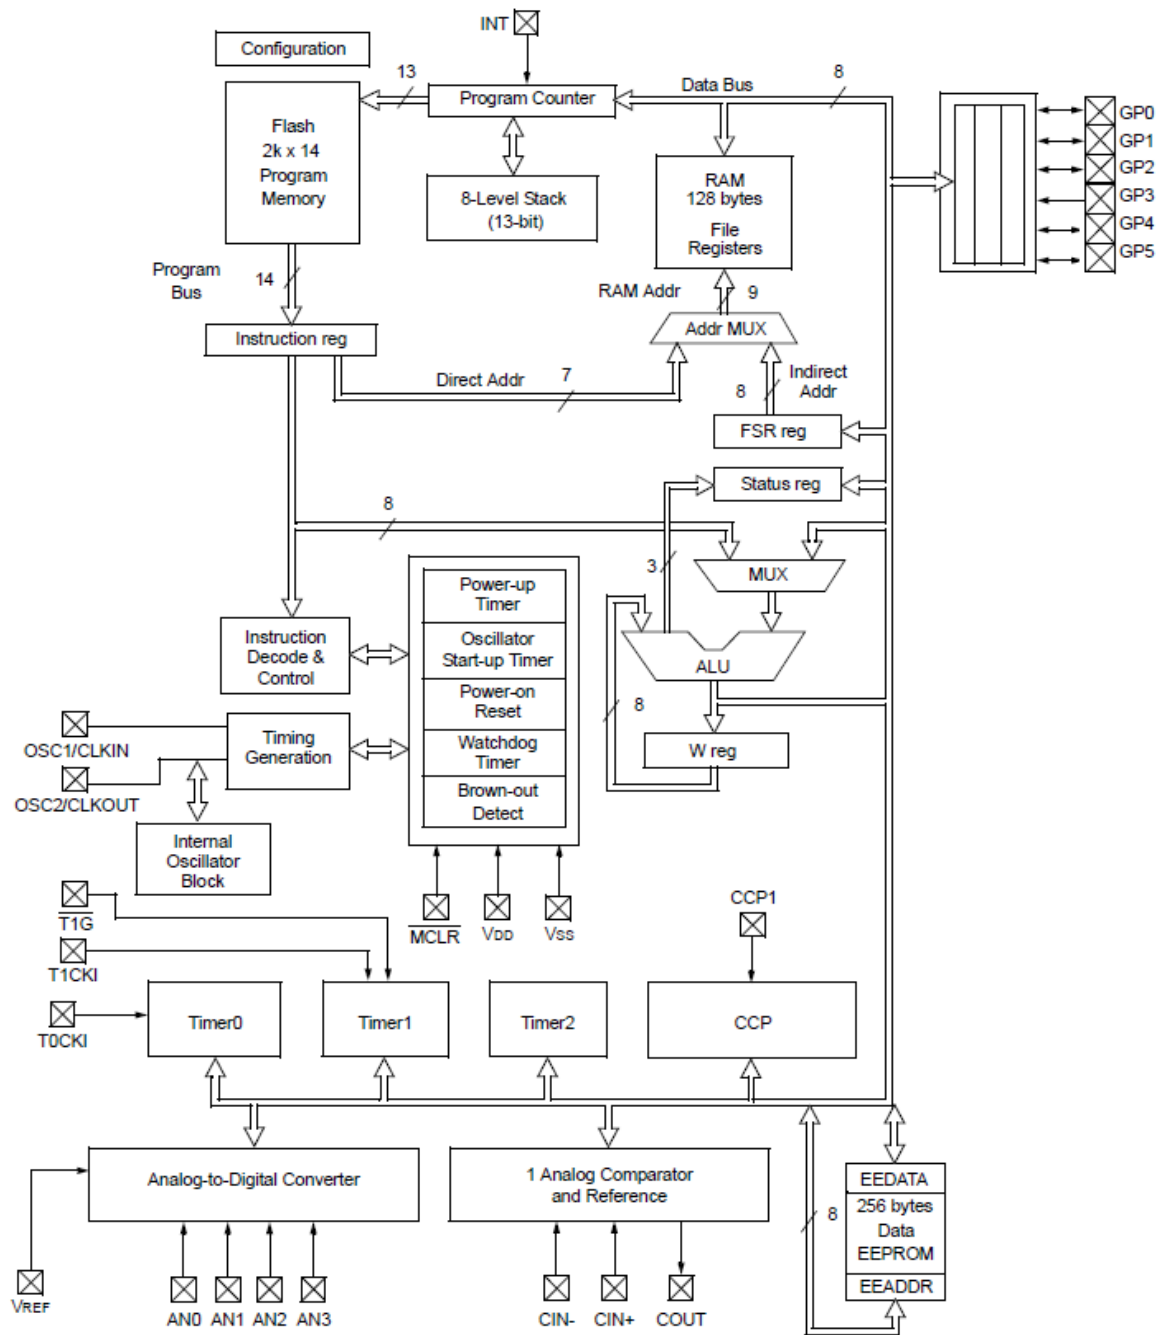 INT
Configuration
13
Program Counter
Data Bus
8
Flash
2k x 14
Program
Memory
8-Level Stack
(13-bit)
RAM
128 bytes
File
Registers
GP0
GP1
GP2
GP3
GP4
GP5
Program
Bus
14
RAM Addr
9
Instruction reg
Addr MUX
Direct Addr
7
8
Indirect
Addr
FSR reg
Status reg
8
3
MUX
Power-up
Timer
Oscillator
Start-up Timer
Power-on
Reset
Watchdog
Timer
Brown-out
Detect
Instruction
Decode &
Control
ALU
8
W reg
OSC1/CLKIN
Timing
Generation
OSC2/CLKOUT
Internal
Oscillator
Block
T1G
MCLR
VDD
VSS
CCP1
T1CKI
T0CKI
Timer0
Timer1
Timer2
CCP
Analog-to-Digital Converter
1 Analog Comparator
and Reference
EEDATA
256 bytes
Data
EEPROM
EEADDR
8
VREF
AN0
AN1
AN2
AN3
CIN-
CIN+
COUT